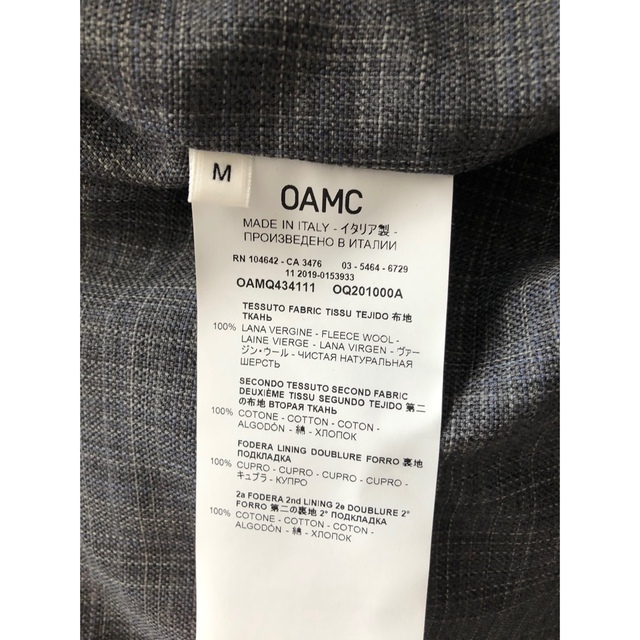 M
OAMC
MADE IN ITALY - イタリア製 -
ПРОИЗВЕДЕНО В ИТАЛИИ
RN 104642 - CA 3476 03 - 5464 - 6729
11 2019-0153933
OAMQ434111 OQ201000A
TESSUTO FABRIC TISSU TEJIDO 布地
ТКАНЬ
100% LANA VERGINE - FLEECE WOOL -
LAINE VIERGE - LANA VIRGEN - ヴァー
ジン・ウール - ЧИСТАЯ НАТУРАЛЬНАЯ
ШЕРСТЬ
SECONDO TESSUTO SECOND FABRIC
DEUXIÈME TISSU SEGUNDO TEJIDO 第二
の布地 ВТОРАЯ ТКАНЬ
100% COTONE - COTTON - COTON -
ALGODÓN - 綿 - ХЛОПОК
FODERA LINING DOUBLURE FORRO 裏地
ПОДКЛАДКА
100% CUPRO - CUPRO - CUPRO - CUPRO -
キュプラ - КУПРО
2a FODERA 2nd LINING 2e DOUBLURE 2°
FORRO 第二の裏地 2° ПОДКЛАДКА
100% COTONE - COTTON - COTON -
ALGODÓN - 綿 - ХЛОПОК